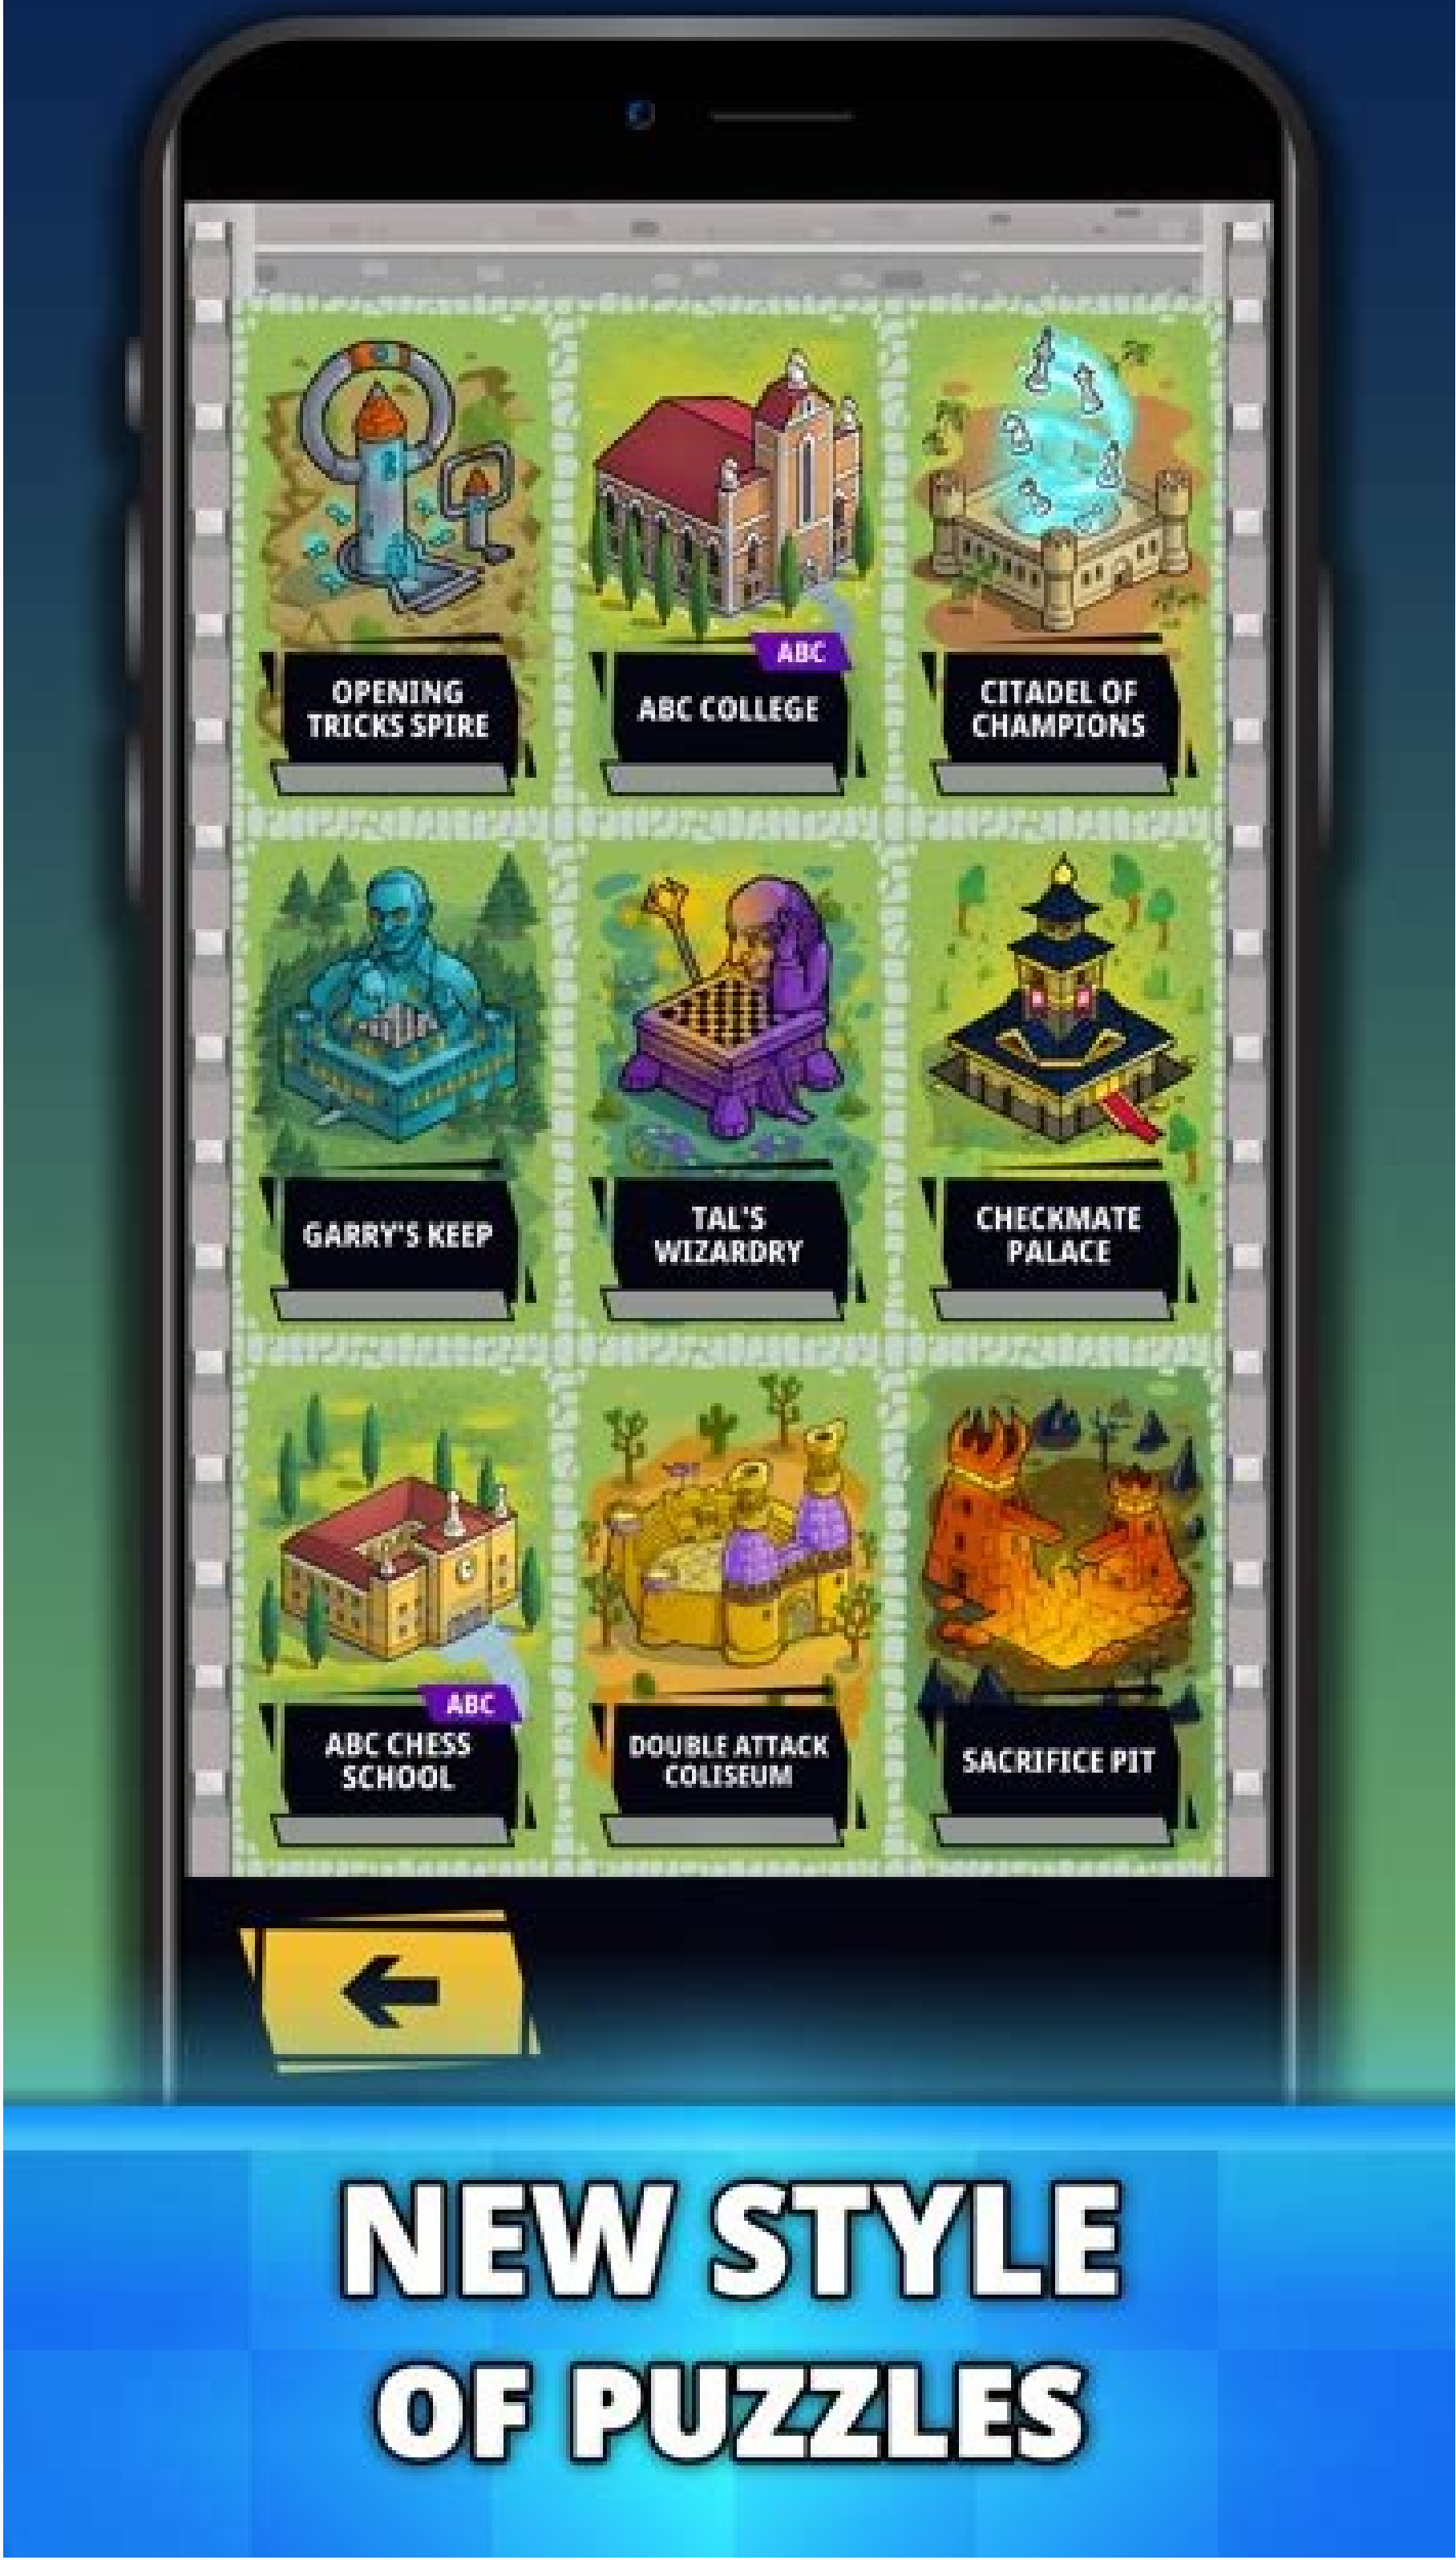 OPENING
TRICKS SPIRE
ABC
ABC COLLEGE
CITADEL OF
CHAMPIONS
GARRY'S KEEP
TAL'S
WIZARDRY
CHECKMATE
PALACE
ABC
ABC CHESS
SCHOOL
DOUBLE ATTACK
COLISEUM
SACRIFICE PIT
NEW STYLE
OF PUZZLES